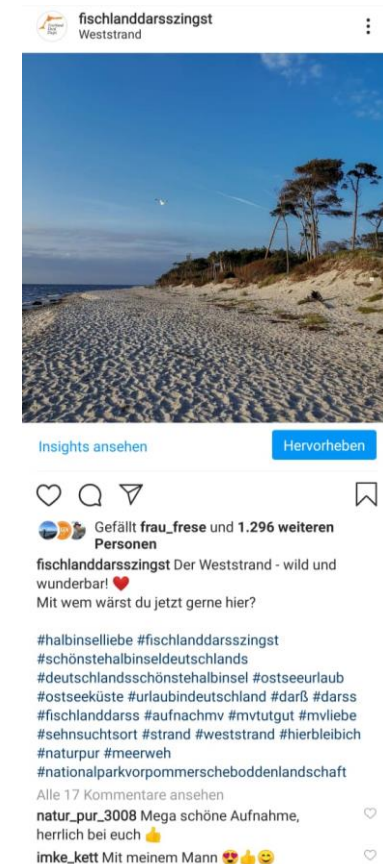 fischlanddarsszingst
Weststrand
Insights ansehen
Hervorheben
Gefällt frau_frese und 1.296 weiteren
Personen
fischlanddarsszingst Der Weststrand - wild und
wunderbar! ❤️
Mit wem wärst du jetzt gerne hier?
#halbinselliebe #fischlanddarsszingst
#schönstehalbinseldeutschlands
#deutschlandsschönstehalbinsel #ostseeurlaub
#ostseeküste #urlaubindeutschland #darß #darss
#fischlanddarss #aufnachmv #mvtutgut #mvliebe
#sehnsuchtsort #strand #weststrand #hierbleibich
#naturpur #meerweh
#nationalparkvorpommerscheboddenlandschaft
Alle 17 Kommentare ansehen
natur_pur_3008 Mega schöne Aufnahme,
herrlich bei euch 👍
imke_kett Mit meinem Mann 😍👍😊